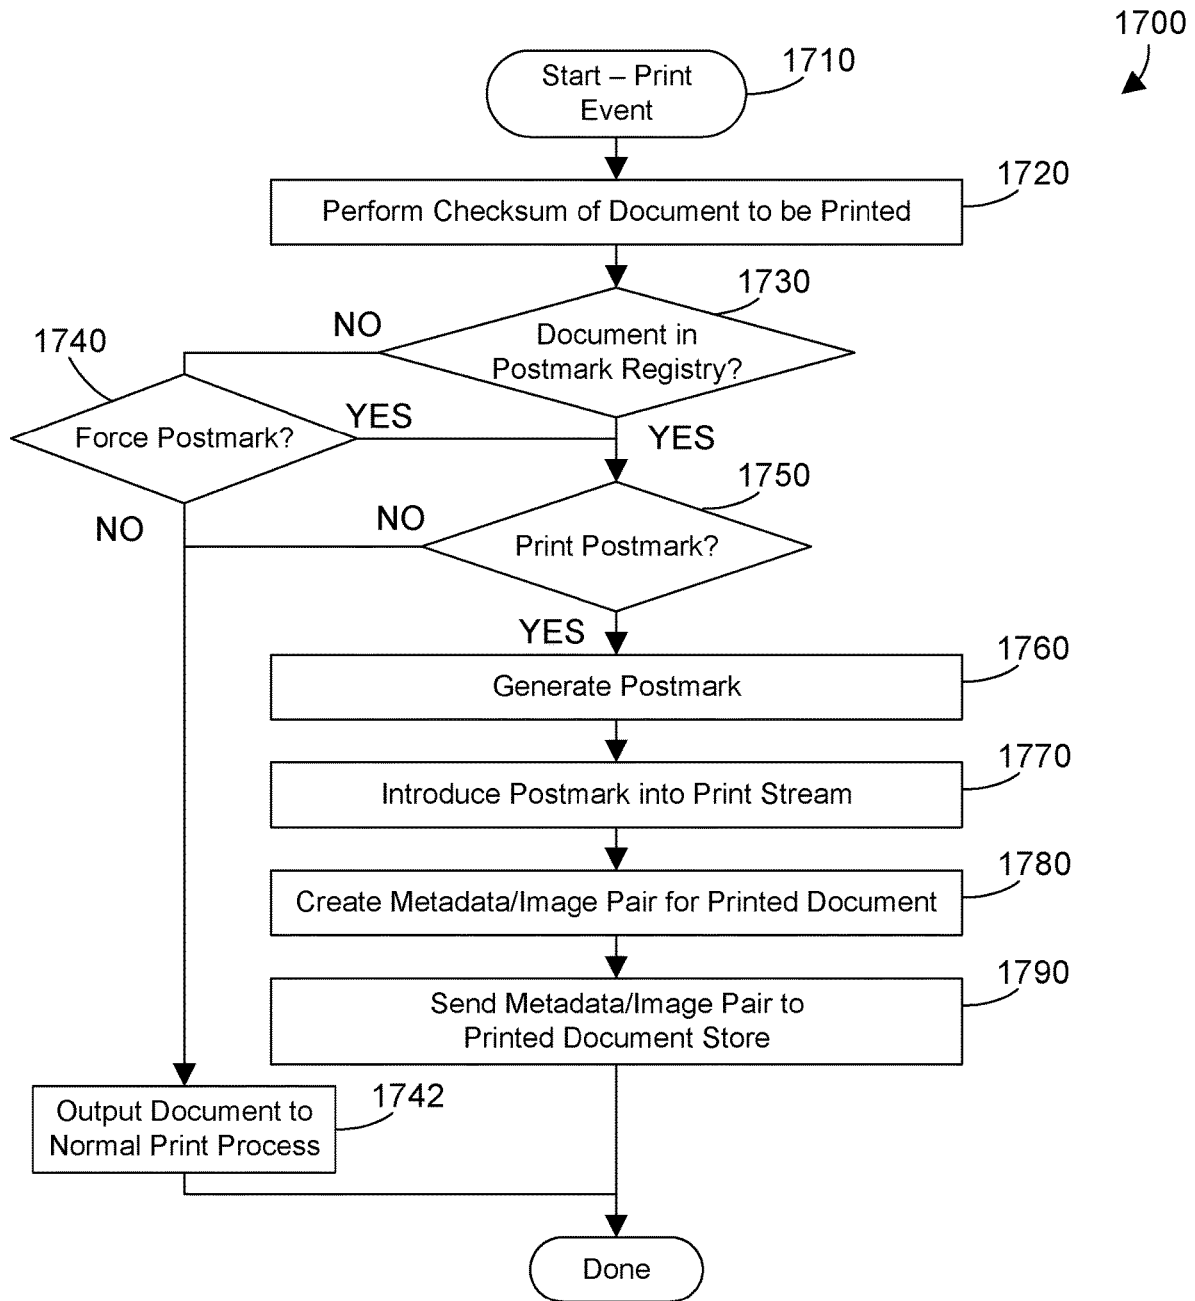 1700
Start – Print
Event
1710
Perform Checksum of Document to be Printed
1720
Document in
Postmark Registry?
1730
NO
1740
Force Postmark?
YES
YES
NO
1750
NO
Print Postmark?
YES
Generate Postmark
1760
Introduce Postmark into Print Stream
1770
Create Metadata/Image Pair for Printed Document
1780
Send Metadata/Image Pair to
Printed Document Store
1790
Output Document to
Normal Print Process
1742
Done